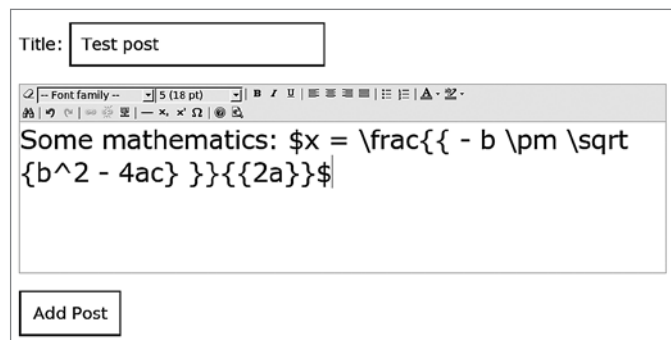 Title: Test post
-- Font family -- 5 (18 pt) B I U A
Some mathematics: $x = \frac{{ - b \pm \sqrt
{b^2 - 4ac} }}{{2a}}$
Add Post